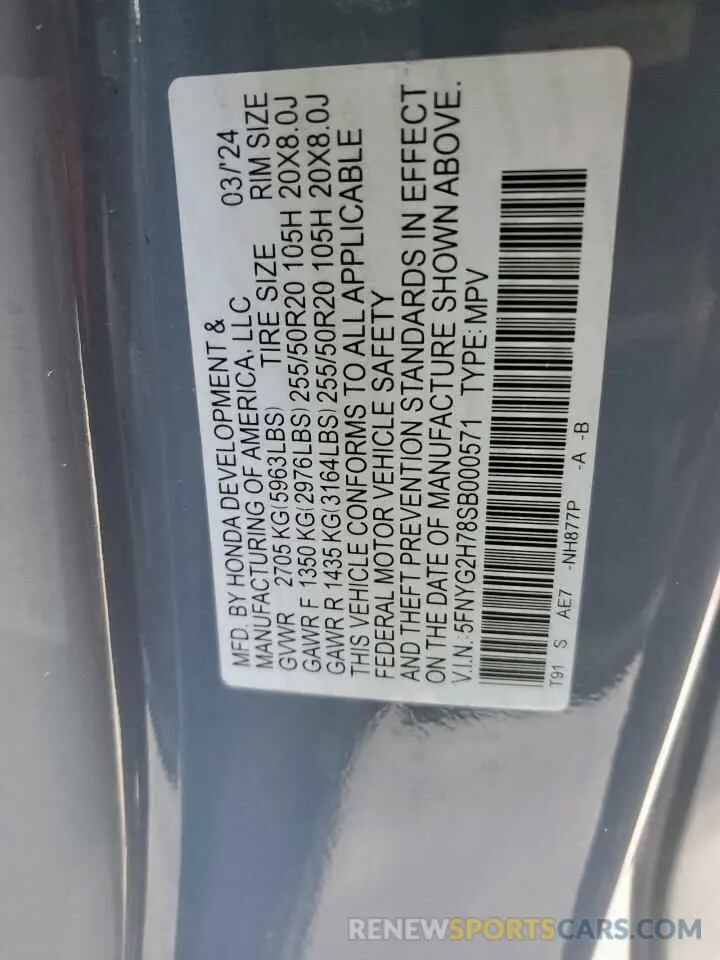 MFD. BY HONDA DEVELOPMENT &
MANUFACTURING OF AMERICA, LLC 03/'24
GVWR 2705 KG(5963LBS) TIRE SIZE RIM SIZE
GAWR F 1350 KG(2976LBS) 255/50R20 105H 20X8.0J
GAWR R 1435 KG(3164LBS) 255/50R20 105H 20X8.0J
THIS VEHICLE CONFORMS TO ALL APPLICABLE
FEDERAL MOTOR VEHICLE SAFETY
AND THEFT PREVENTION STANDARDS IN EFFECT
ON THE DATE OF MANUFACTURE SHOWN ABOVE.
V.I.N.: 5FNYG2H78SB000571 TYPE: MPV
T91 S AE7 -NH877P -A -B
RENEWSPORTSCARS.COM